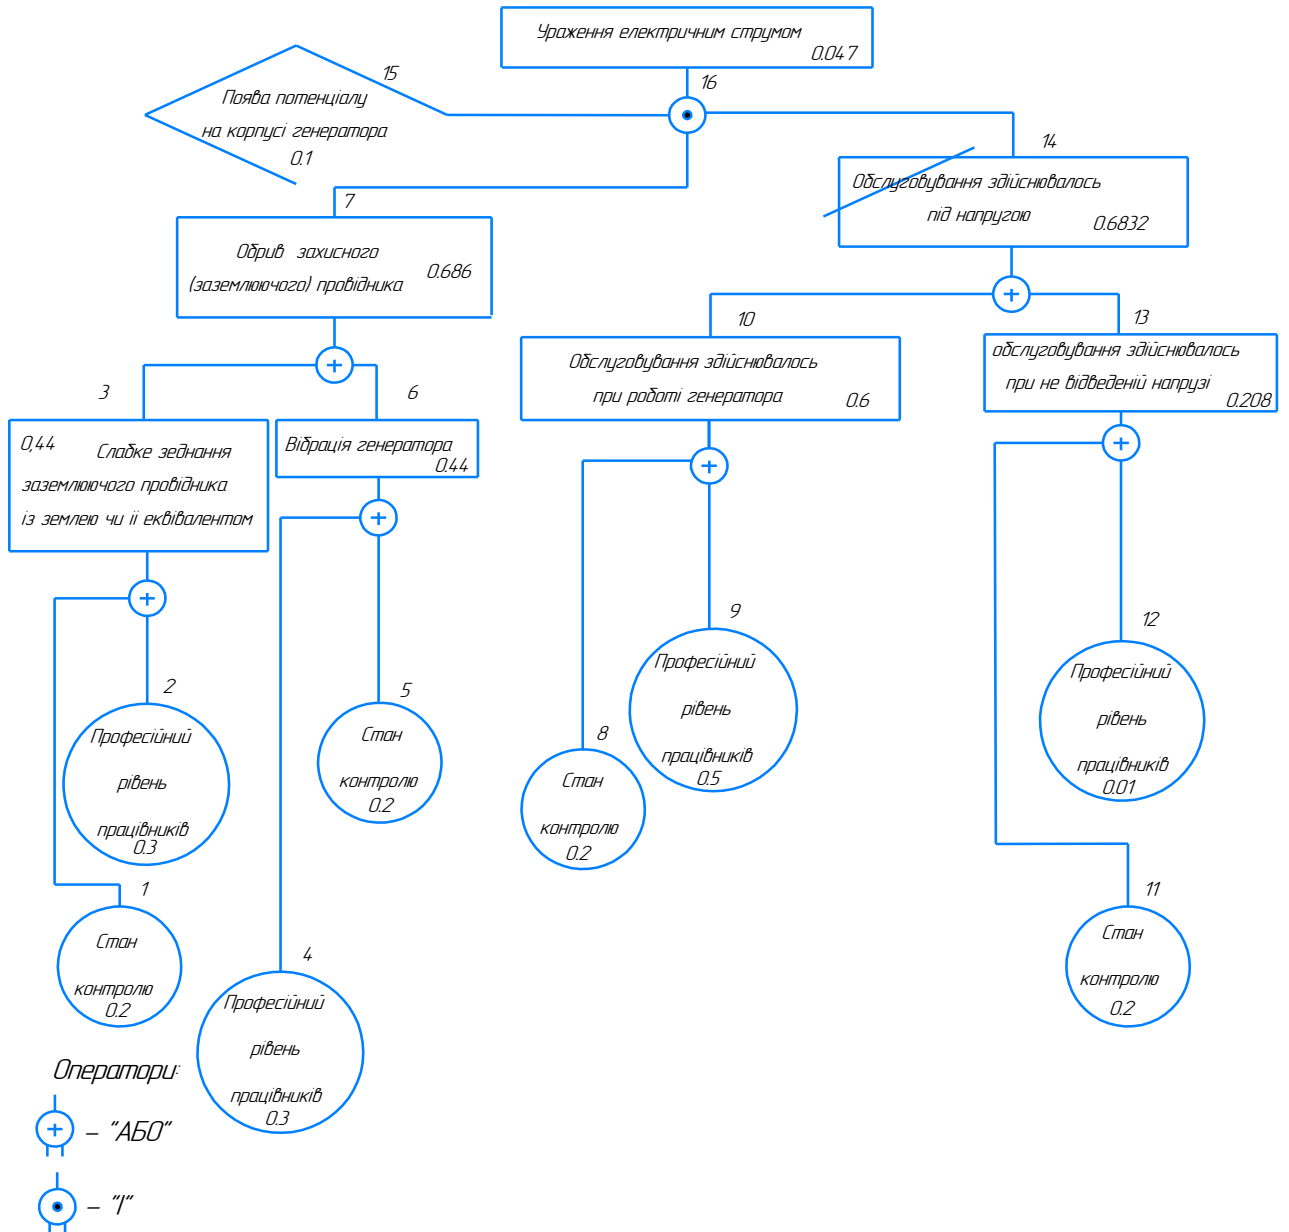 Ураження електричним струмом
0.047
16
15
Поява потенціалу
на корпусі генератора
0.1
14
Обслуговування здійснювалось
під напругою
0.6832
7
Обрив захисного
(заземлюючого) провідника
0.686
10
Обслуговування здійснювалось
при роботі генератора
0.6
13
обслуговування здійснювалось
при не відведеній напрузі
0.208
3
0,44
Слабке зеднання
заземлюючого провідника
із землею чи іі еквівалентом
6
Вібрація генератора
0.44
9
Професійний
рівень
працівників
0.5
12
Професійний
рівень
працівників
0.01
2
Професійний
рівень
працівників
0.3
5
Стан
контролю
0.2
8
Стан
контролю
0.2
1
Стан
контролю
0.2
11
Стан
контролю
0.2
4
Професійний
рівень
працівників
0.3
Оператори:
+ – "АБО"
– "І"